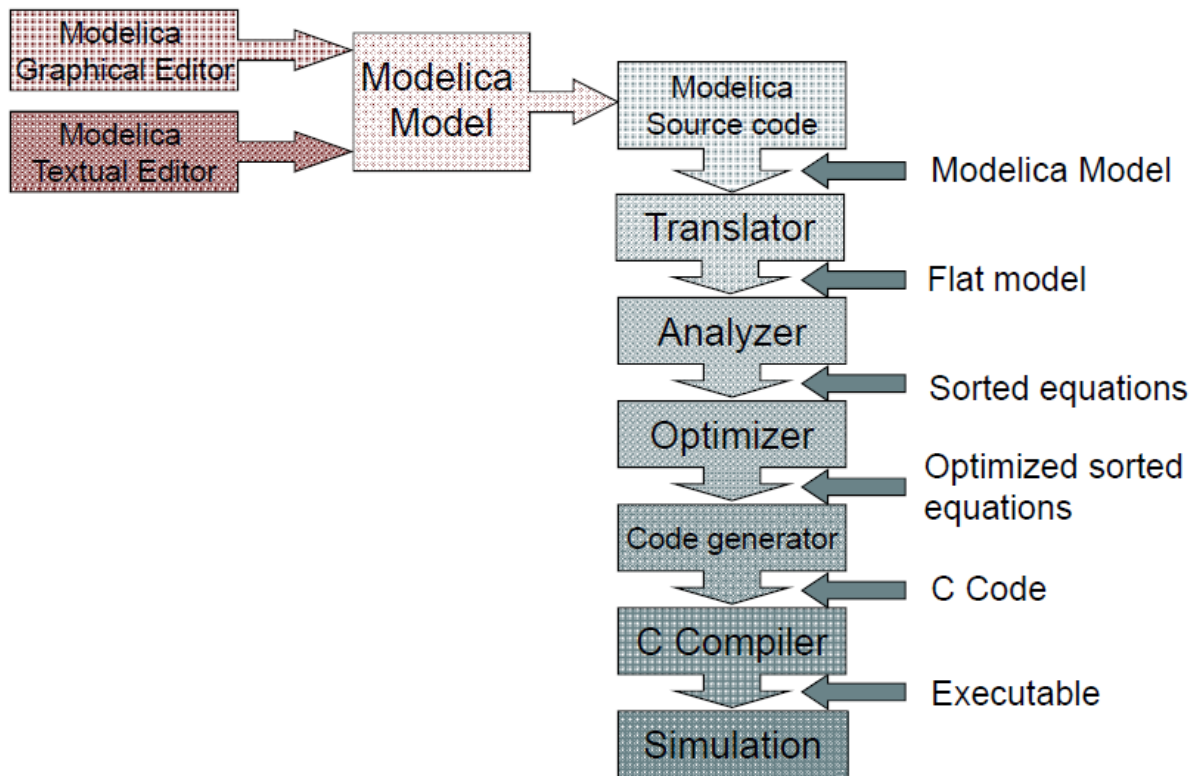 Modelica
Graphical Editor
Modelica
Textual Editor
Modelica
Model
Modelica
Source code
Modelica Model
Translator
Flat model
Analyzer
Sorted equations
Optimizer
Optimized sorted
equations
Code generator
C Code
C Compiler
Executable
Simulation